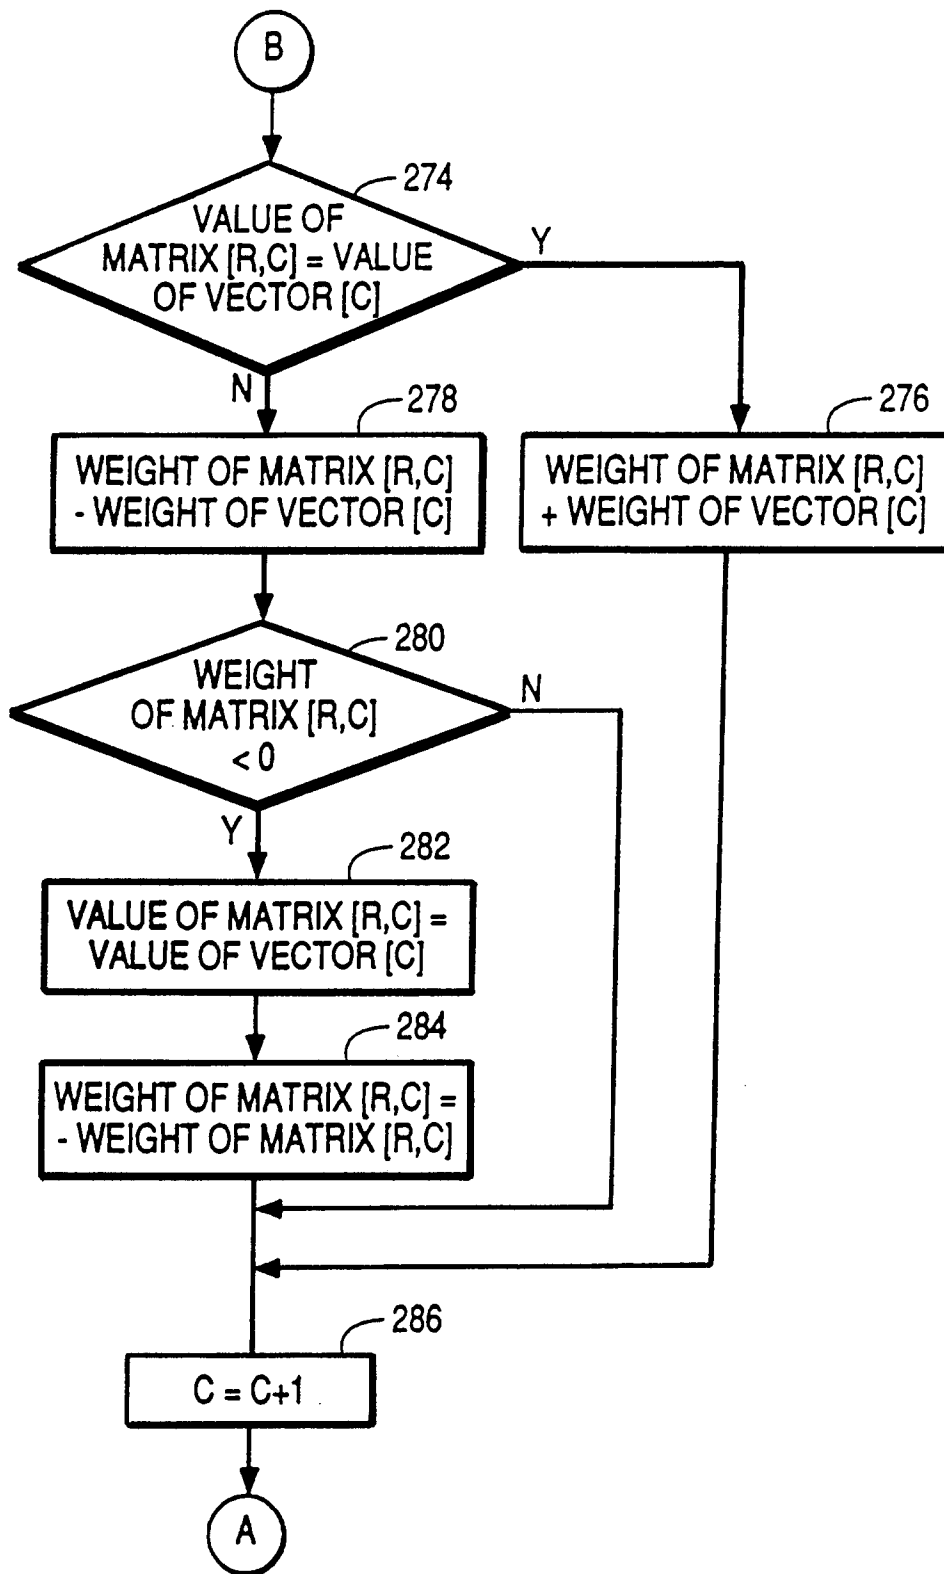 B
274
VALUE OF
MATRIX [R,C] = VALUE
OF VECTOR [C]
Y
N
278
WEIGHT OF MATRIX [R,C]
- WEIGHT OF VECTOR [C]
276
WEIGHT OF MATRIX [R,C]
+ WEIGHT OF VECTOR [C]
280
WEIGHT
OF MATRIX [R,C]
< 0
N
Y
282
VALUE OF MATRIX [R,C] =
VALUE OF VECTOR [C]
284
WEIGHT OF MATRIX [R,C] =
- WEIGHT OF MATRIX [R,C]
286
C = C+1
A